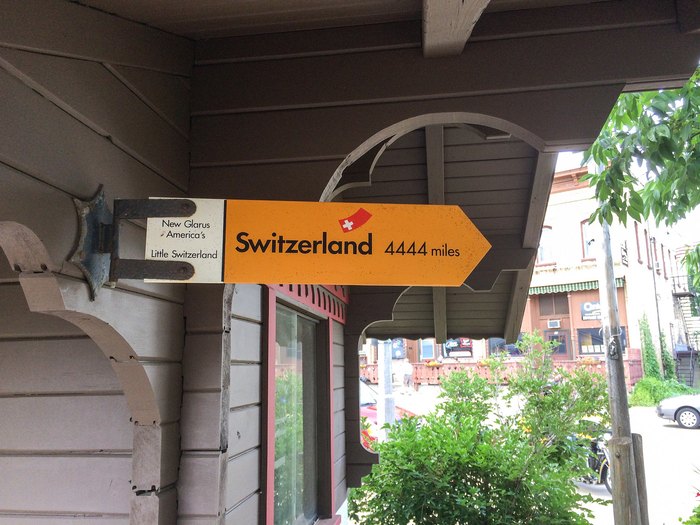 New Glarus
America's
Little Switzerland
Switzerland 4444 miles